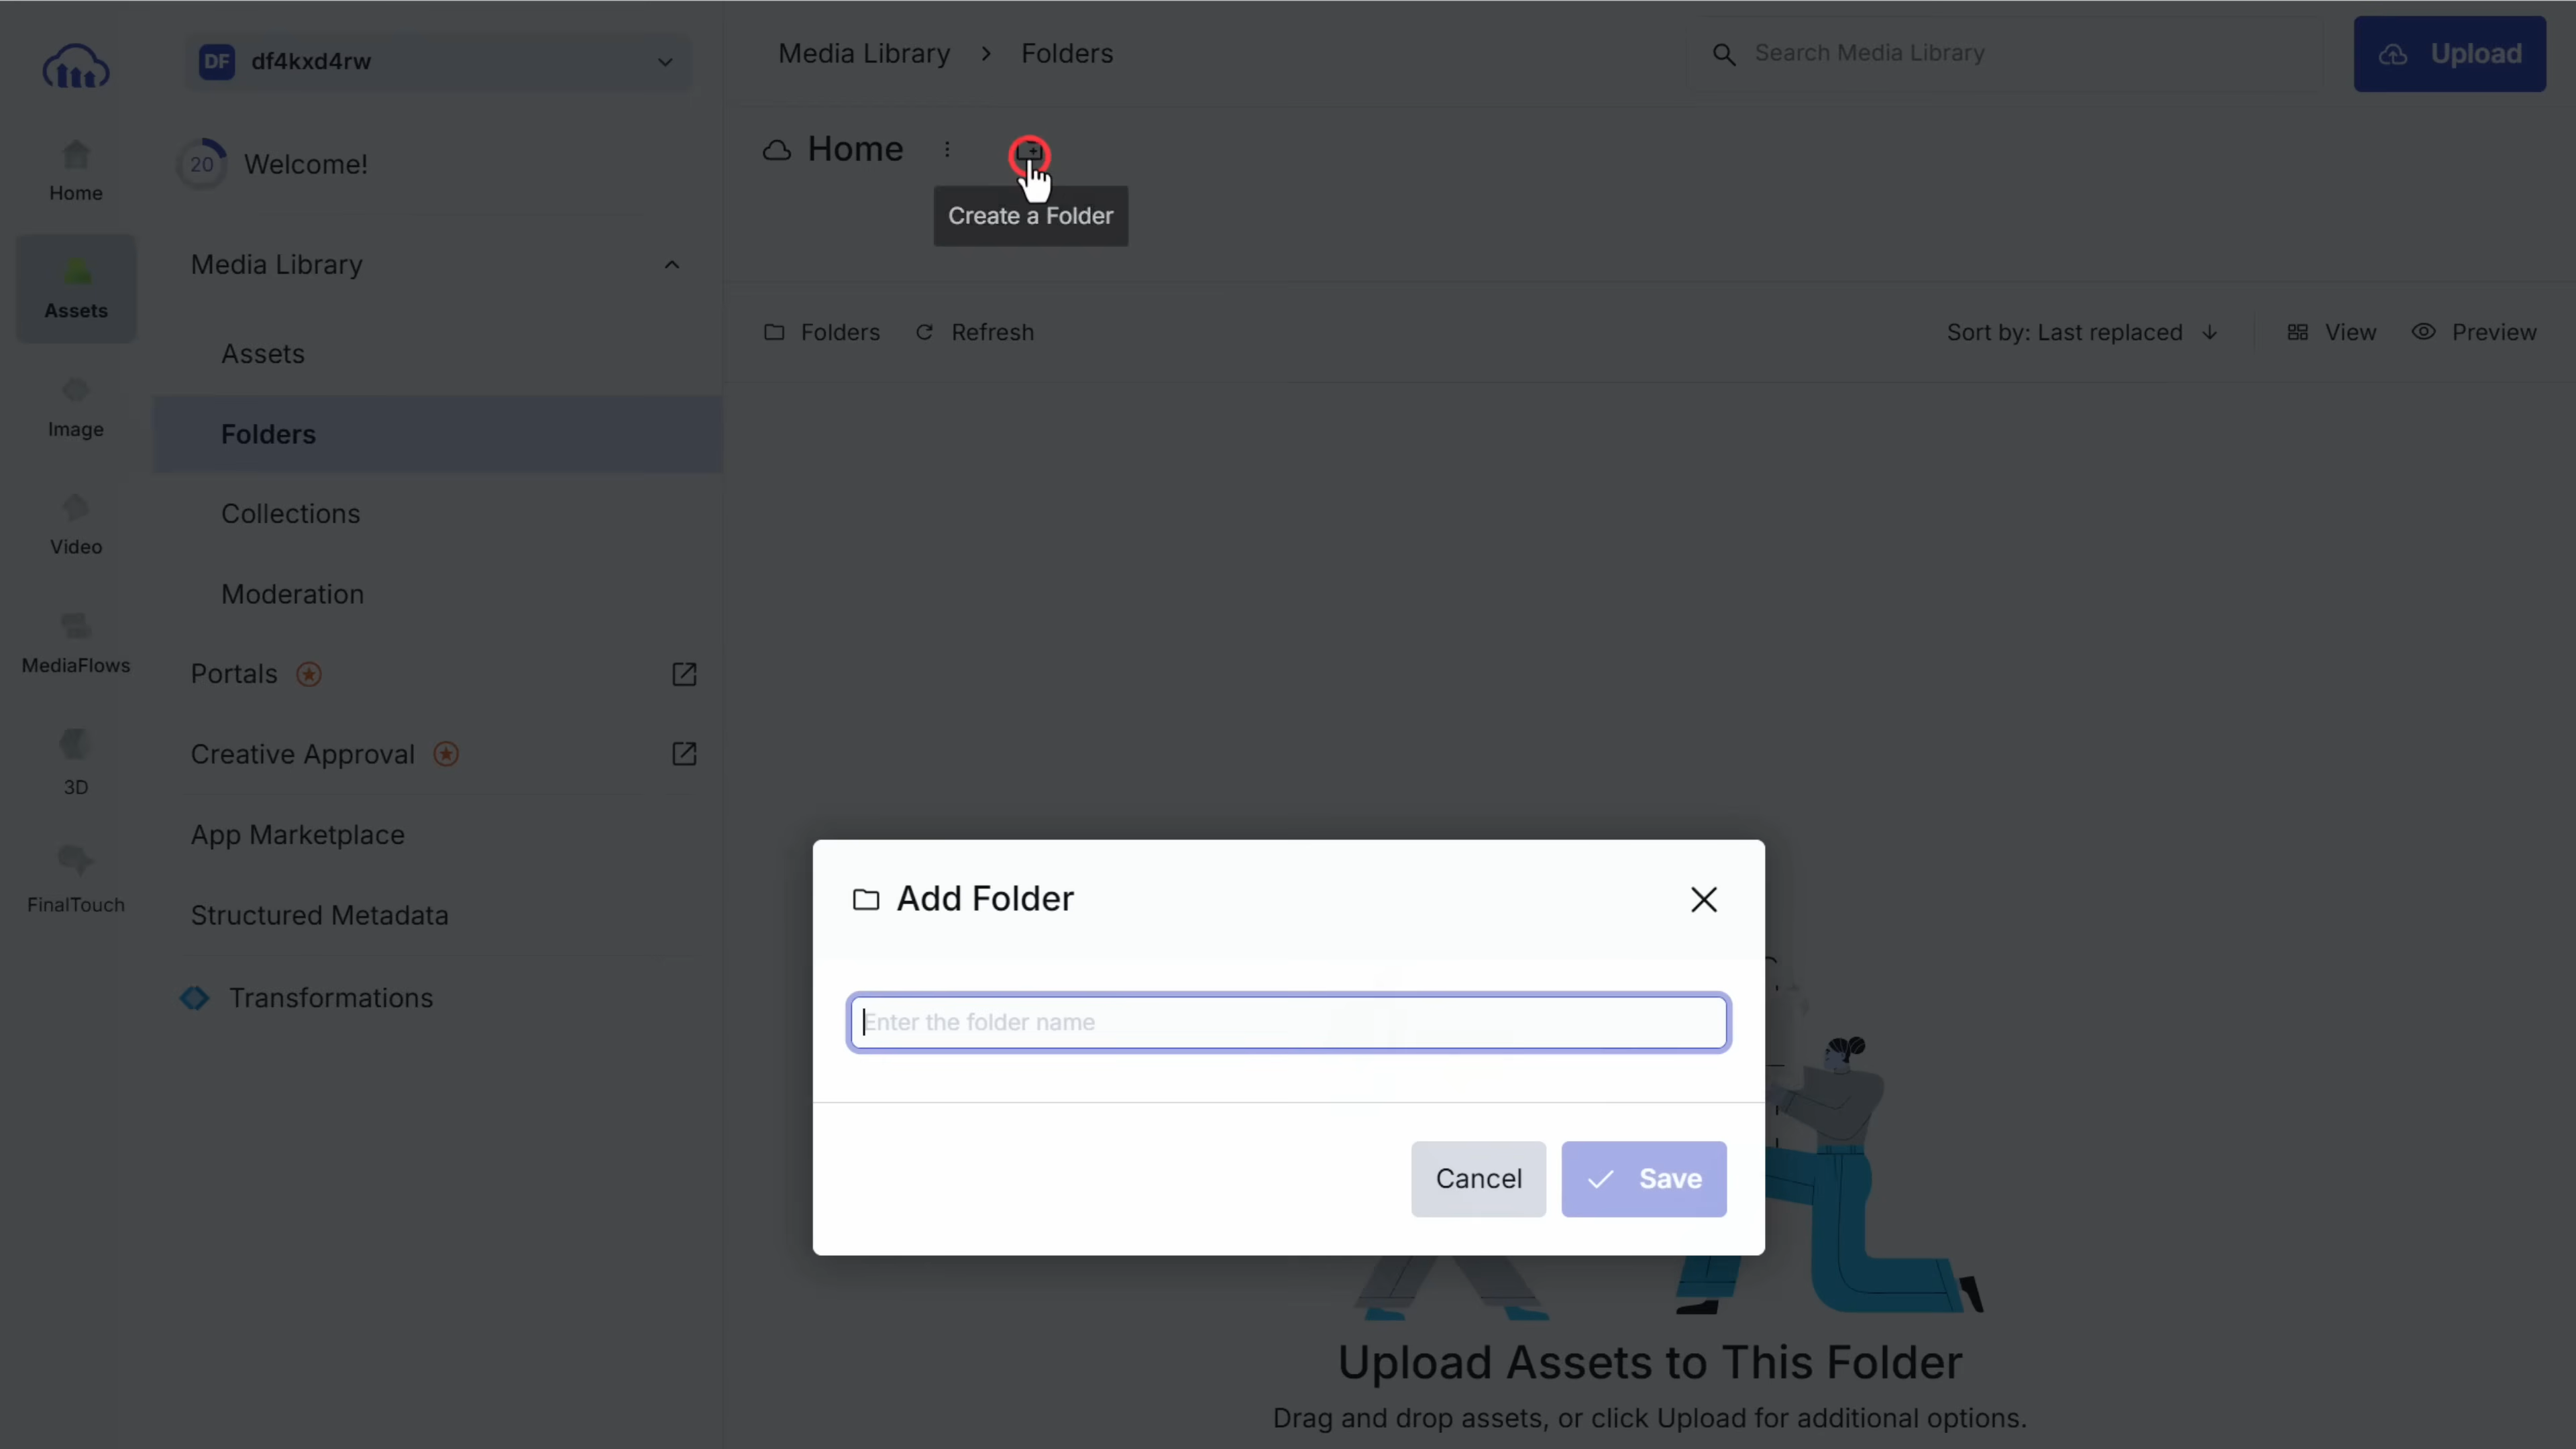 DF df4kxd4rw
Media Library > Folders
Search Media Library
Upload
Home
Assets
Image
Video
MediaFlows
3D
FinalTouch
20 Welcome!
Media Library
Assets
Folders
Collections
Moderation
Portals
Creative Approval
App Marketplace
Structured Metadata
Transformations
Home
Create a Folder
Folders
Refresh
Sort by: Last replaced
View
Preview
Add Folder
Enter the folder name
Cancel
Save
Upload Assets to This Folder
Drag and drop assets, or click Upload for additional options.